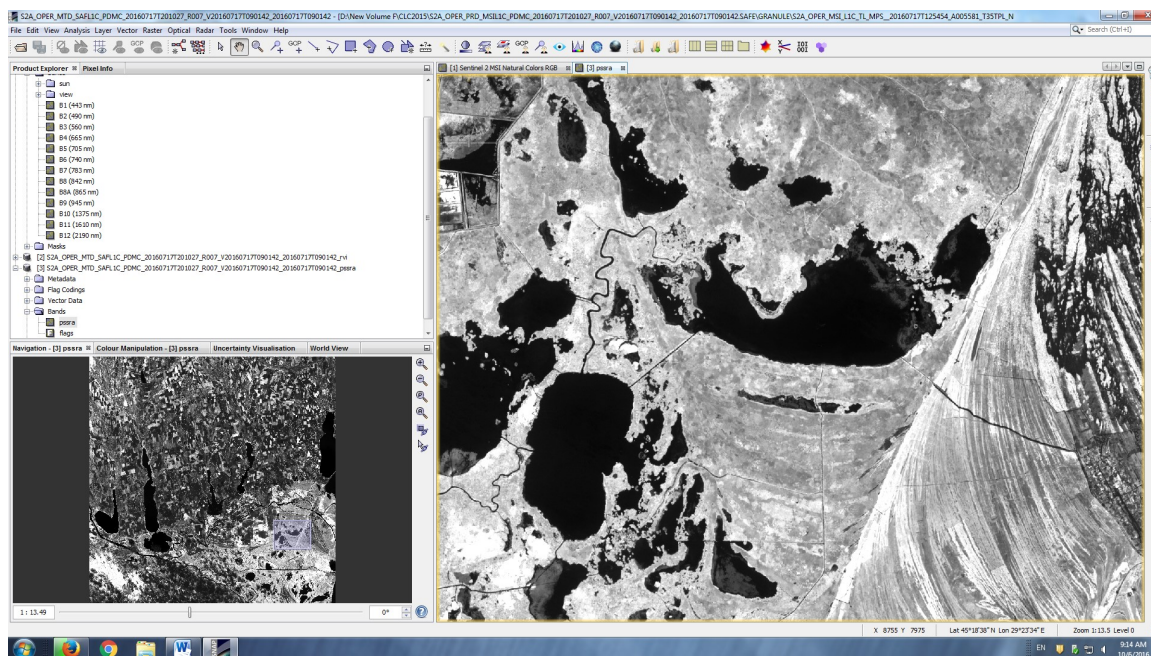 S2A_OPER_MTD_SAFL1C_PDMC_20160717T201027_R007_V20160717T090142_20160717T090142 - [D:\New Volume F\CLC2015\S2A_OPER_PRD_MSIL1C_PDMC_20160717T201027_R007_V20160717T090142_20160717T090142.SAFE\GRANULE\S2A_OPER_MSI_L1C_TL_MPS__20160717T125454_A005581_T35TPL_N
File Edit View Analysis Layer Vector Raster Optical Radar Tools Window Help
Search (Ctrl+I)
GCP GCP GCP
Product Explorer Pixel Info
[1] Sentinel 2 MSI Natural Colors RGB [3] pssra
sun
view
B1 (443 nm)
B2 (490 nm)
B3 (560 nm)
B4 (665 nm)
B5 (705 nm)
B6 (740 nm)
B7 (783 nm)
B8 (842 nm)
B8A (865 nm)
B9 (945 nm)
B10 (1375 nm)
B11 (1610 nm)
B12 (2190 nm)
Masks
[2] S2A_OPER_MTD_SAFL1C_PDMC_20160717T201027_R007_V20160717T090142_20160717T090142_rvi
[3] S2A_OPER_MTD_SAFL1C_PDMC_20160717T201027_R007_V20160717T090142_20160717T090142_pssra
Metadata
Flag Codings
Vector Data
Bands
pssra
flags
Navigation - [3] pssra Colour Manipulation - [3] pssra Uncertainty Visualisation World View
1 : 13.49
0°
X 8755 Y 7975 Lat 45°18'38" N Lon 29°23'34" E Zoom 1:13.5 Level 0
EN
9:14 AM
10/6/2016